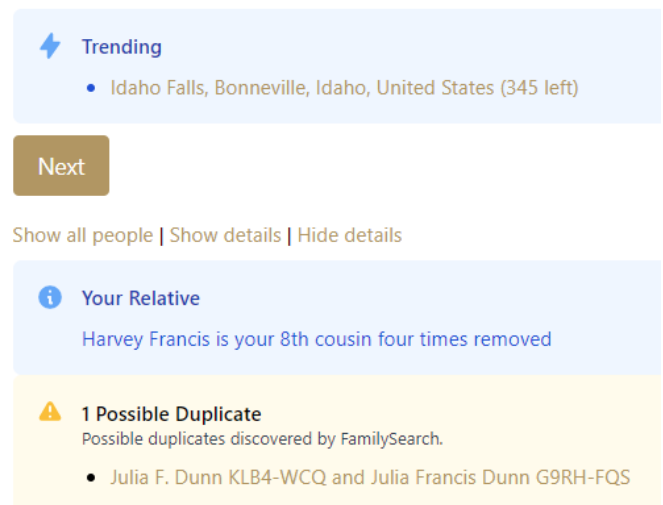 Trending
Idaho Falls, Bonneville, Idaho, United States (345 left)
Next
Show all people | Show details | Hide details
Your Relative
Harvey Francis is your 8th cousin four times removed
1 Possible Duplicate
Possible duplicates discovered by FamilySearch.
Julia F. Dunn KLB4-WCQ and Julia Francis Dunn G9RH-FQS